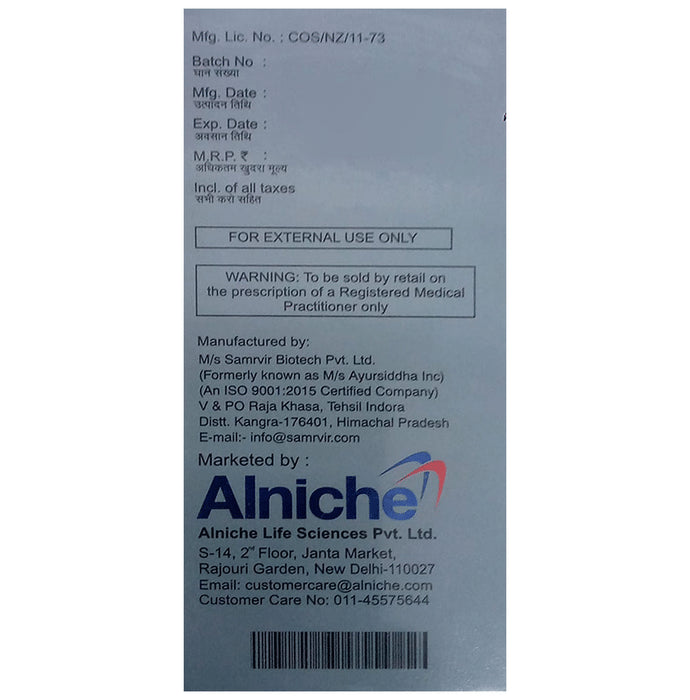 Mfg. Lic. No. : COS/NZ/11-73
Batch No :
घान संख्या
Mfg. Date :
उत्पादन तिथि
Exp. Date :
अवसान तिथि
M.R.P. ₹ :
अधिकतम खुदरा मूल्य
Incl. of all taxes
सभी करो सहित
FOR EXTERNAL USE ONLY
WARNING: To be sold by retail on
the prescription of a Registered Medical
Practitioner only
Manufactured by:
M/s Samrvir Biotech Pvt. Ltd.
(Formerly known as M/s Ayursiddha Inc)
(An ISO 9001:2015 Certified Company)
V & PO Raja Khasa, Tehsil Indora
Distt. Kangra-176401, Himachal Pradesh
E-mail:- info@samrvir.com
Marketed by :
Alniche
Alniche Life Sciences Pvt. Ltd.
S-14, 2nd Floor, Janta Market,
Rajouri Garden, New Delhi-110027
Email: customercare@alniche.com
Customer Care No: 011-45575644